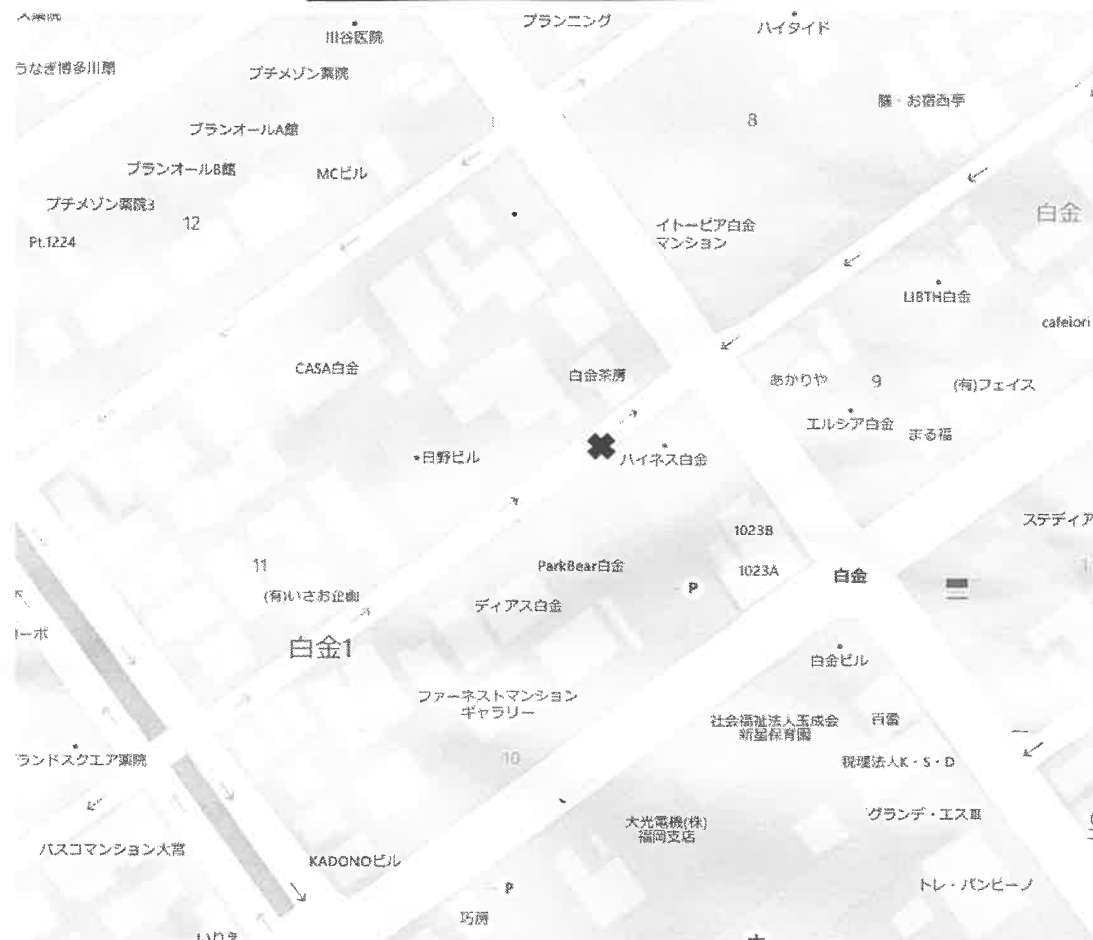 川谷医院
プランニング
ハイタイド
うなぎ博多川扇
プチメゾン薬院
8
膳・お宿西亭
ブランオールA館
ブランオールB館
MCビル
プチメゾン薬院3
12
白金
Pt.1224
イトーピア白金
マンション
LIBTH白金
cafeiori
CASA白金
白金茶房
あかりや
9
(有)フェイス
エルシア白金
まる福
日野ビル
ハイネス白金
ステディア
1023B
11
ParkBear白金
1023A
白金
P
(有)いさお企画
ディアス白金
ーボ
白金1
白金ビル
ファーネストマンション
ギャラリー
社会福祉法人玉成会
新星保育園
百雷
10
ランドスクエア薬院
税理法人K・S・D
大光電機(株)
福岡支店
グランデ・エスⅢ
パスコマンション大宮
KADONOビル
P
トレ・バンビーノ
巧房
いりえ